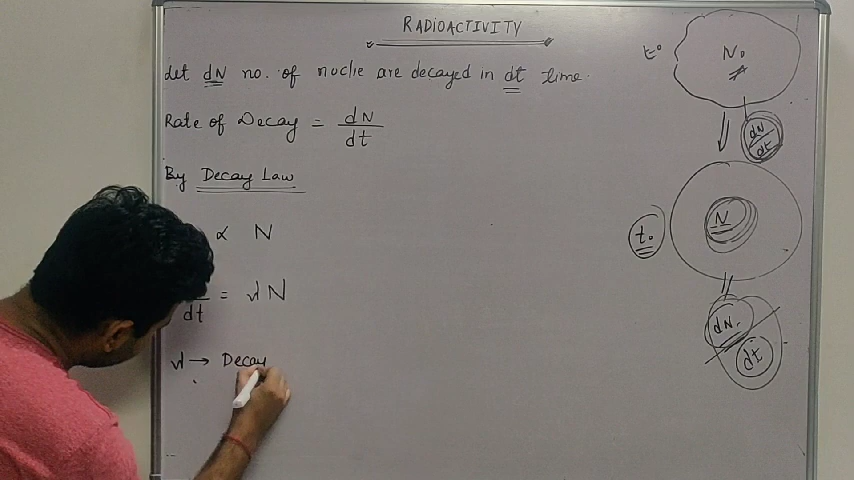 RADIOACTIVITY
Let dN no. of nuclie are decayed in dt time.
Rate of Decay = dN/dt
By Decay Law
∝ N
dt = λN
λ → Decay
t°
N₀
dN/dt
N
t₀
dN
dt